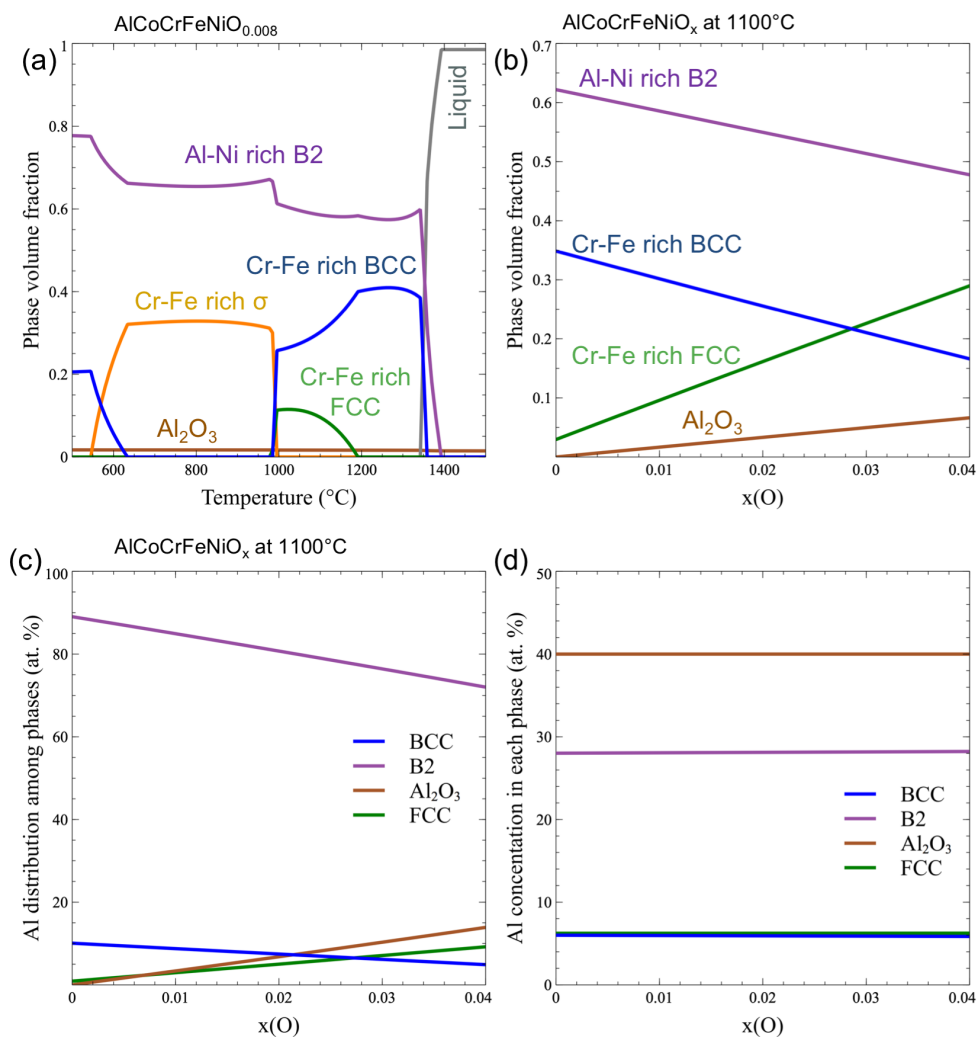 AlCoCrFeNiO0.008
(a)
Phase volume fraction
1
0.8
0.6
0.4
0.2
0
Liquid
Al-Ni rich B2
Cr-Fe rich BCC
Cr-Fe rich σ
Cr-Fe rich
FCC
Al2O3
600 800 1000 1200 1400
Temperature (°C)
AlCoCrFeNiOx at 1100°C
(b)
Phase volume fraction
0.7
0.6
0.5
0.4
0.3
0.2
0.1
Al-Ni rich B2
Cr-Fe rich BCC
Cr-Fe rich FCC
Al2O3
0 0.01 0.02 0.03 0.04
x(O)
AlCoCrFeNiOx at 1100°C
(c)
Al distribution among phases (at. %)
100
80
60
40
20
BCC
B2
Al2O3
FCC
0 0.01 0.02 0.03 0.04
x(O)
(d)
Al concentation in each phase (at. %)
50
40
30
20
10
0
BCC
B2
Al2O3
FCC
0 0.01 0.02 0.03 0.04
x(O)